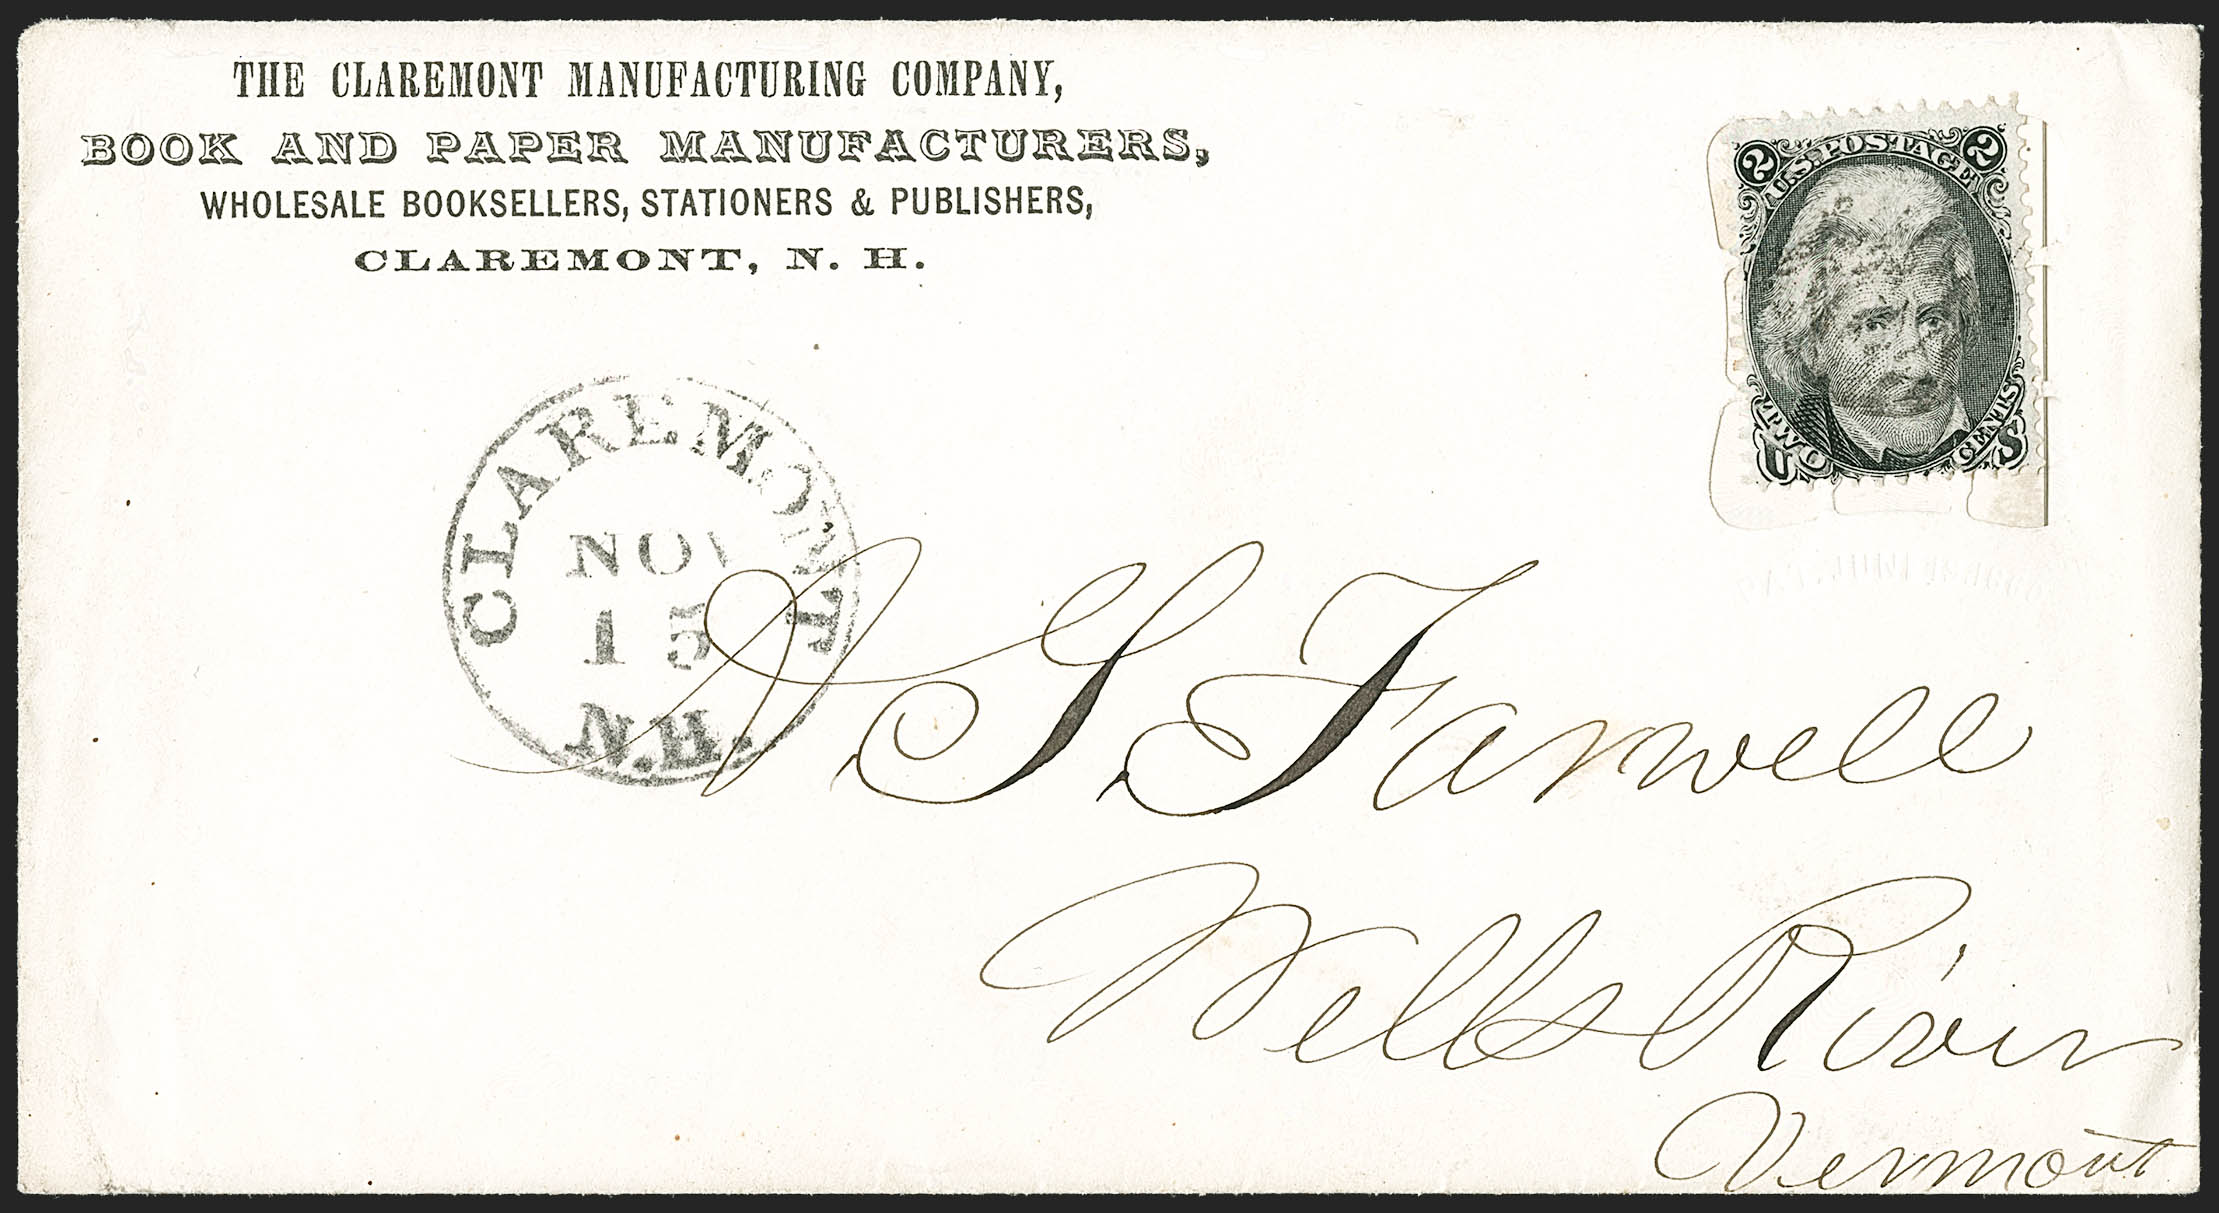 THE CLAREMONT MANUFACTURING COMPANY,
BOOK AND PAPER MANUFACTURERS,
WHOLESALE BOOKSELLERS, STATIONERS & PUBLISHERS,
CLAREMONT, N. H.
2 U.S. POSTAGE 2
TWO CENTS
U S
CLAREMONT
NOV
15
N.H.
N. S. Farwell
Wells River
Vermont